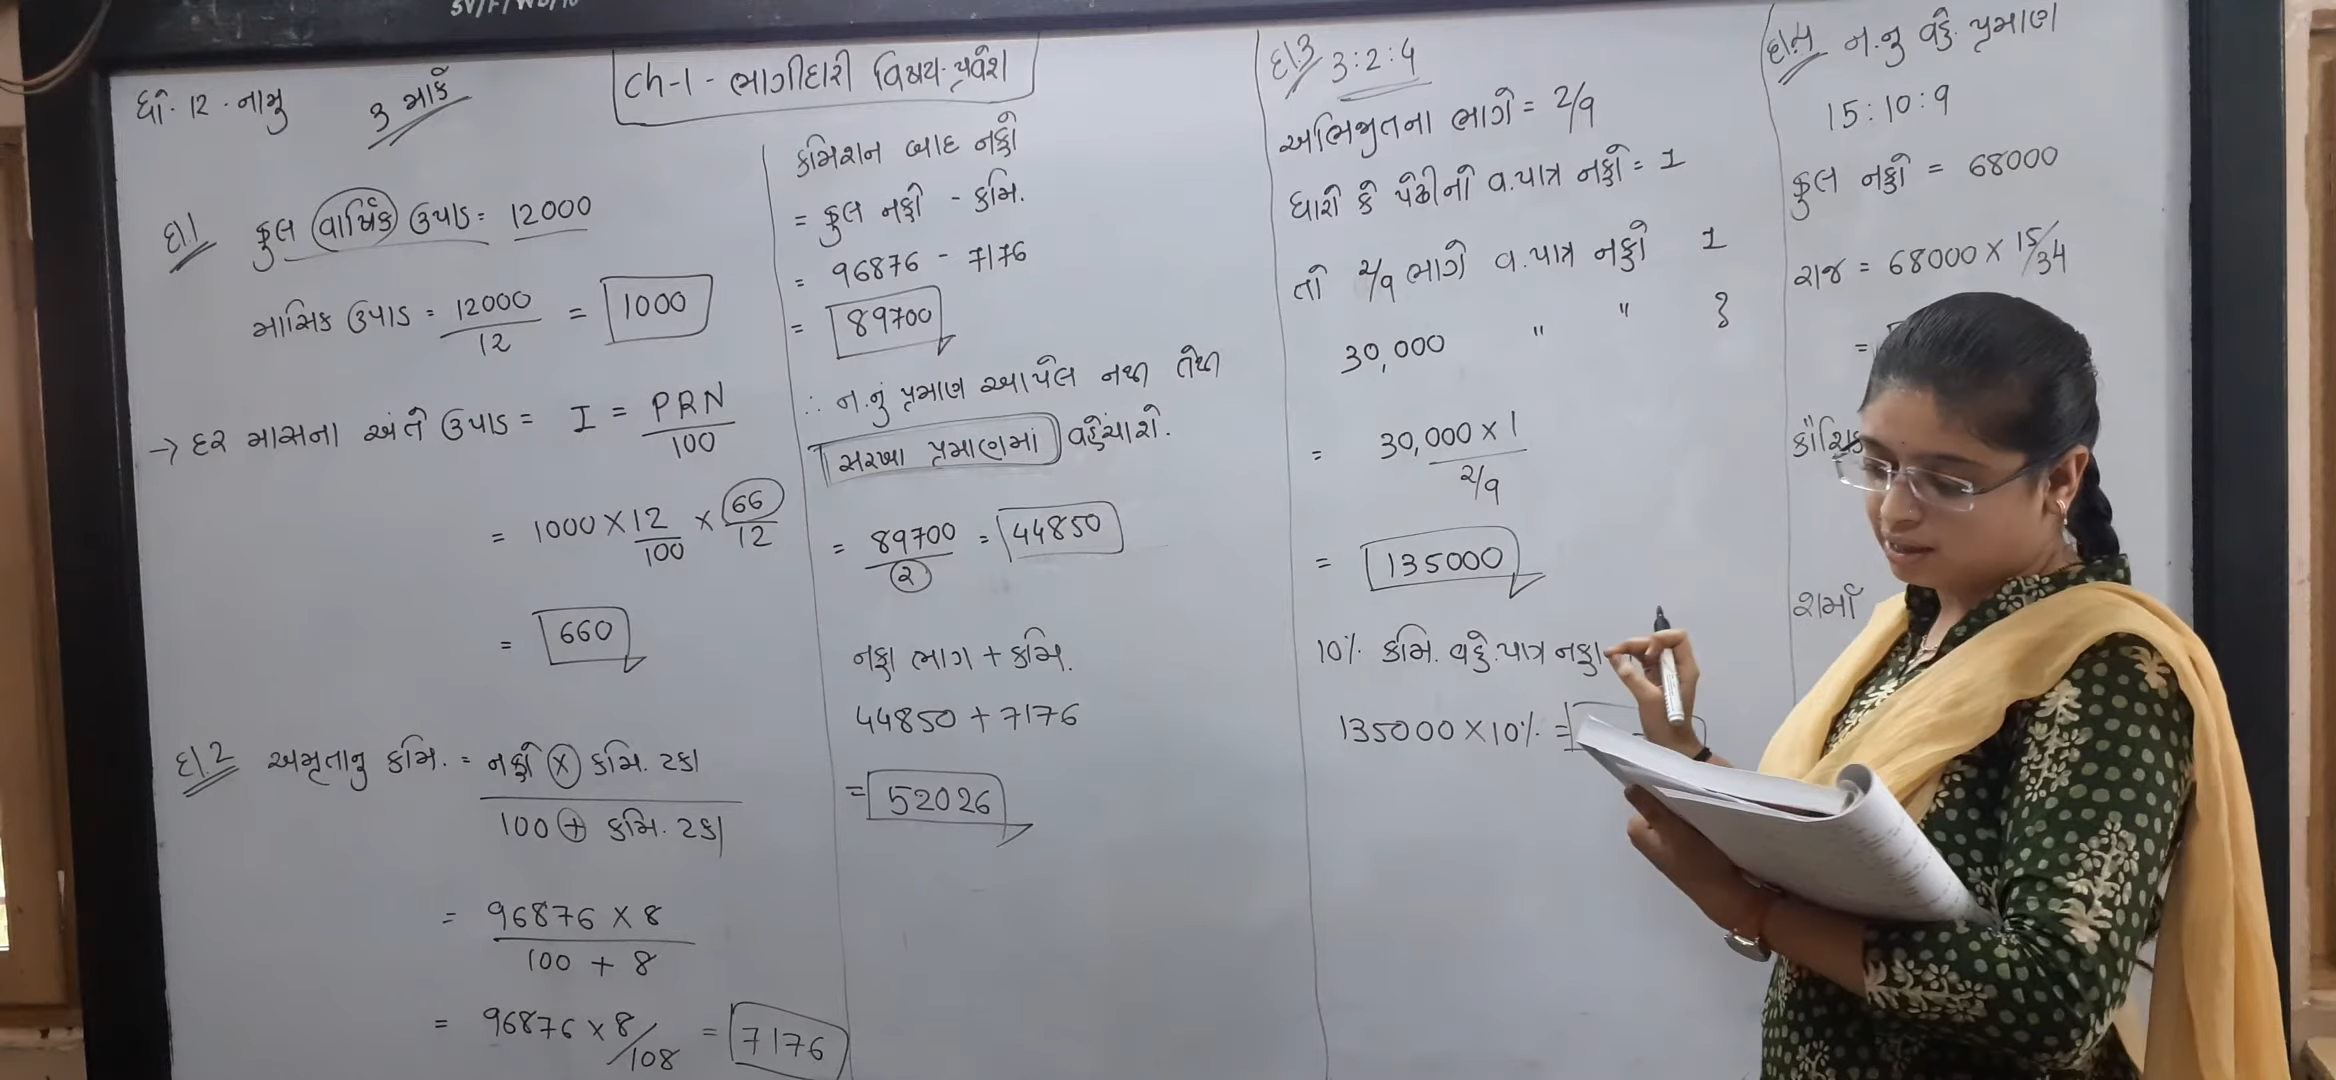 ધો. 12 . નામુ
૩ માર્ક
Ch-1 - ભાગીદારી વિષય-પ્રવેશ
દા.1 કુલ વાર્ષિક ઉપાડ = 12000
માસિક ઉપાડ = 12000/12 = 1000
→ દર માસના અંતે ઉપાડ = I = PRN/100
= 1000 × 12/100 × 66/12
= 660
દા.2 અમૃતાનુ કમિ. = નફો × કમિ. ટકા
100 + કમિ. ટકા
= 96876 × 8
100 + 8
= 96876 × 8/108 = 7176
કમિશન બાદ નફો
= કુલ નફો - કમિ.
= 96876 - 7176
= 89700
∴ ન.નું પ્રમાણ આપેલ નથી તેથી
સરખા પ્રમાણમાં વહેંચાશે.
= 89700/2 = 44850
નફા ભાગ + કમિ.
44850 + 7176
= 52026
દા.3 3:2:4
અભિજીતના ભાગે = 2/9
ધારો કે પેઢીનો વ.પાત્ર નફો = 1
તો 2/9 ભાગે વ.પાત્ર નફો 1
30,000 " " ?
= 30,000 × 1
2/9
= 135000
10% કમિ. વહે.પાત્ર નફા
135000 × 10% =
દા.4 ન.નુ વહે. પ્રમાણ
15:10:9
કુલ નફો = 68000
રાજ = 68000 × 15/34
=
કૌશિક
શર્મા